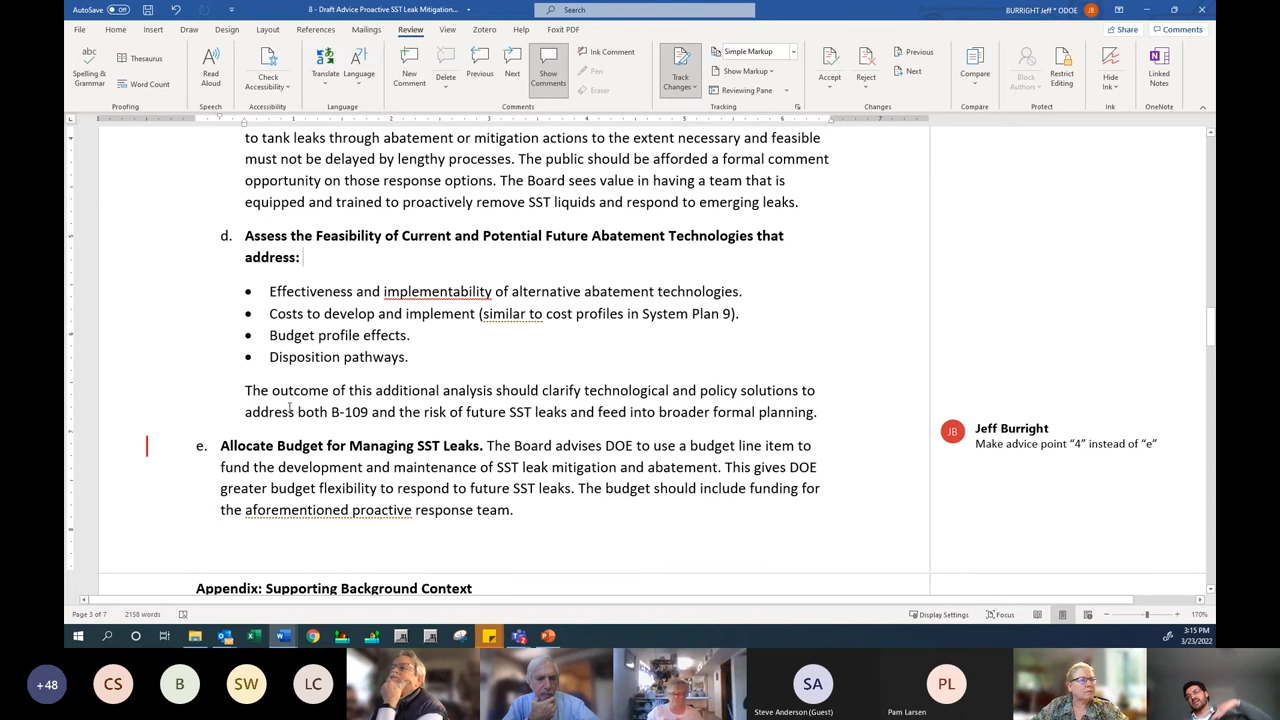 AutoSave Off 8 - Draft Advice Proactive SST Leak Mitigation... Search BURRIGHT Jeff * ODOE JB
File Home Insert Draw Design Layout References Mailings Review View Zotero Help Foxit PDF Share Comments
abc Spelling & Grammar
Thesaurus
Word Count
Proofing
Read Aloud
Speech
Check Accessibility
Accessibility
Translate
Language
Language
New Comment
Delete
Previous
Next
Show Comments
Ink Comment
Pen
Eraser
Comments
Track Changes
Simple Markup
Show Markup
Reviewing Pane
Tracking
Accept
Reject
Previous
Next
Changes
Compare
Compare
Block Authors
Restrict Editing
Protect
Hide Ink
Ink
Linked Notes
OneNote
1 1 2 3 4 5 6 7
to tank leaks through abatement or mitigation actions to the extent necessary and feasible
must not be delayed by lengthy processes. The public should be afforded a formal comment
opportunity on those response options. The Board sees value in having a team that is
equipped and trained to proactively remove SST liquids and respond to emerging leaks.
d. Assess the Feasibility of Current and Potential Future Abatement Technologies that
address:
• Effectiveness and implementability of alternative abatement technologies.
• Costs to develop and implement (similar to cost profiles in System Plan 9).
• Budget profile effects.
• Disposition pathways.
The outcome of this additional analysis should clarify technological and policy solutions to
address both B-109 and the risk of future SST leaks and feed into broader formal planning.
e. Allocate Budget for Managing SST Leaks. The Board advises DOE to use a budget line item to
fund the development and maintenance of SST leak mitigation and abatement. This gives DOE
greater budget flexibility to respond to future SST leaks. The budget should include funding for
the aforementioned proactive response team.
JB Jeff Burright
Make advice point “4” instead of “e”
Appendix: Supporting Background Context
Page 3 of 7 2158 words Display Settings Focus 170%
3:15 PM
3/23/2022
+48 CS B SW LC SA PL
Steve Anderson (Guest) Pam Larsen